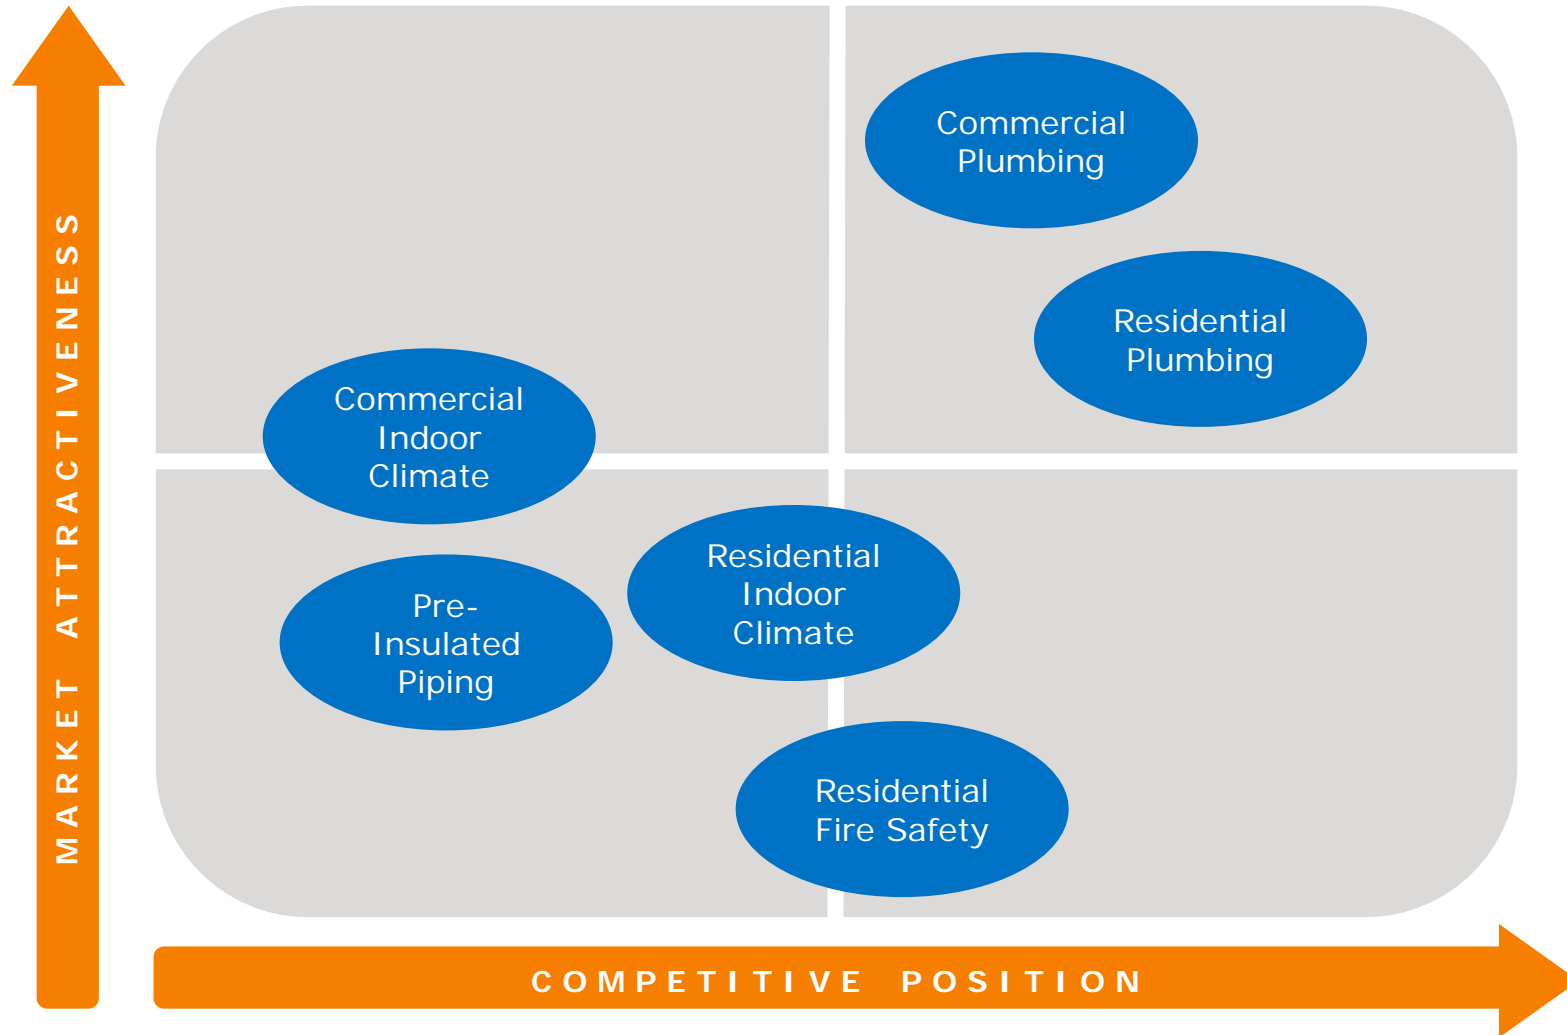 MARKET ATTRACTIVENESS
Commercial
Plumbing
Residential
Plumbing
Commercial
Indoor
Climate
Residential
Indoor
Climate
Pre-
Insulated
Piping
Residential
Fire Safety
COMPETITIVE POSITION